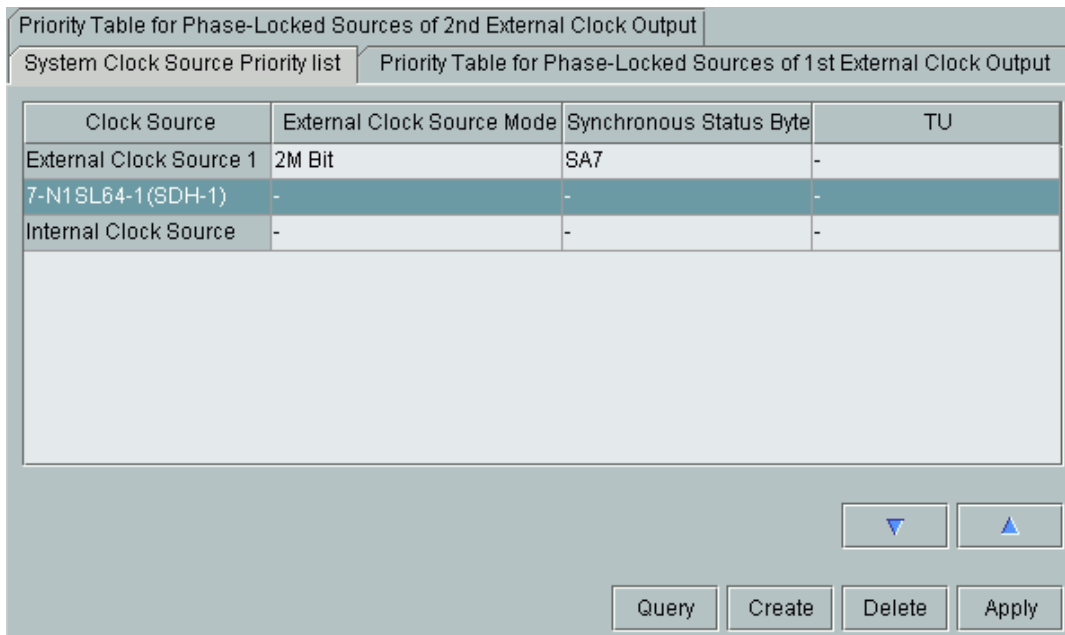 Priority Table for Phase-Locked Sources of 2nd External Clock Output
System Clock Source Priority list Priority Table for Phase-Locked Sources of 1st External Clock Output
Clock Source External Clock Source Mode Synchronous Status Byte TU
External Clock Source 1 2M Bit SA7 -
7-N1SL64-1(SDH-1) - - -
Internal Clock Source - - -
Query Create Delete Apply